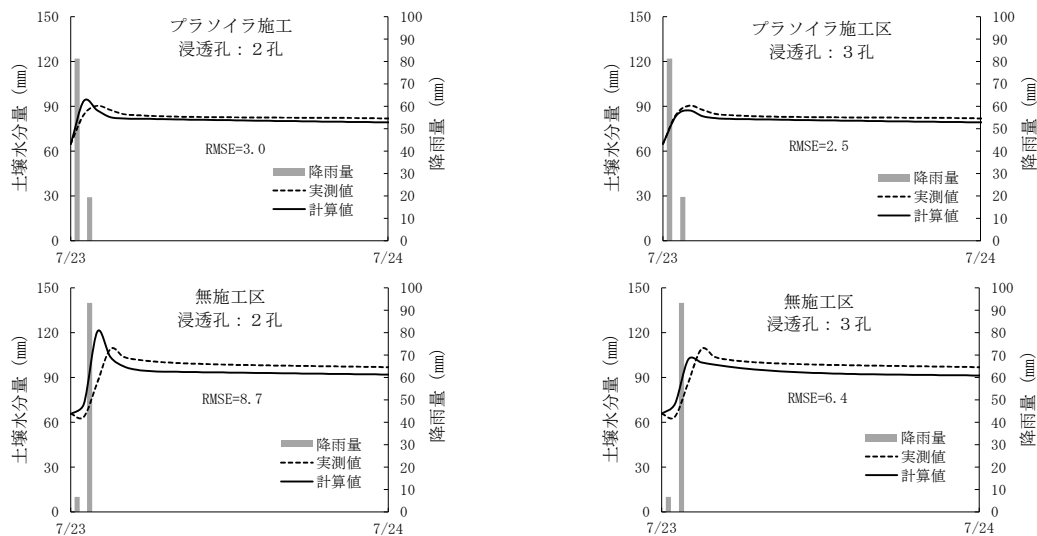 プラソイラ施工
浸透孔：２孔
土壌水分量 (mm)
降雨量 (mm)
150
120
90
60
30
0
100
90
80
70
60
50
40
30
20
10
0
RMSE=3.0
降雨量
実測値
計算値
7/23
7/24
プラソイラ施工区
浸透孔：３孔
土壌水分量 (mm)
降雨量 (mm)
150
120
90
60
30
0
100
90
80
70
60
50
40
30
20
10
0
RMSE=2.5
降雨量
実測値
計算値
7/23
7/24
無施工区
浸透孔：２孔
土壌水分量 (mm)
降雨量 (mm)
150
120
90
60
30
0
100
90
80
70
60
50
40
30
20
10
0
RMSE=8.7
降雨量
実測値
計算値
7/23
7/24
無施工区
浸透孔：３孔
土壌水分量 (mm)
降雨量 (mm)
150
120
90
60
30
0
100
90
80
70
60
50
40
30
20
10
0
RMSE=6.4
降雨量
実測値
計算値
7/23
7/24